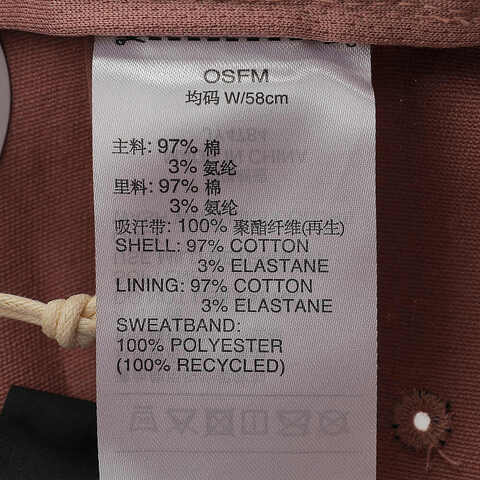 OSFM
均码 W/58cm
主料: 97% 棉
3% 氨纶
里料: 97% 棉
3% 氨纶
吸汗带: 100% 聚酯纤维(再生)
SHELL: 97% COTTON
3% ELASTANE
LINING: 97% COTTON
3% ELASTANE
SWEATBAND:
100% POLYESTER
(100% RECYCLED)